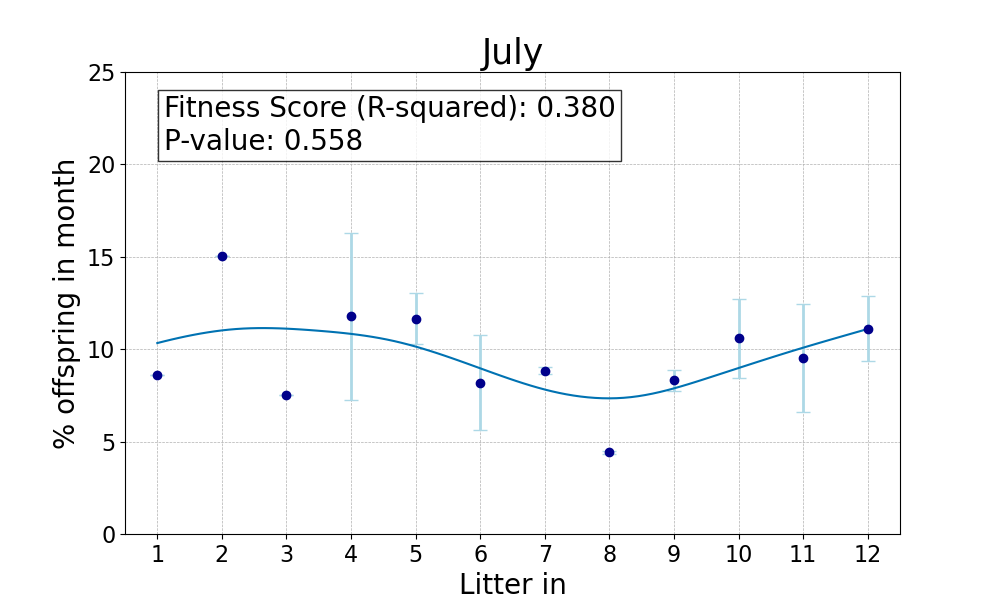 July
Fitness Score (R-squared): 0.380
P-value: 0.558
% offspring in month
25
20
15
10
5
0
1 2 3 4 5 6 7 8 9 10 11 12
Litter in